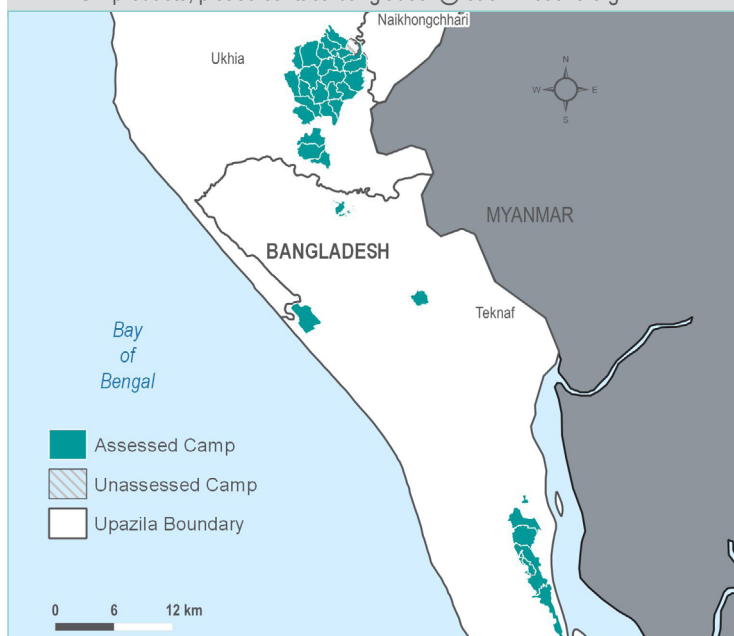 Naikhongchhari
Ukhia
N
W
E
S
MYANMAR
BANGLADESH
Teknaf
Bay
of
Bengal
Assessed Camp
Unassessed Camp
Upazila Boundary
0 6 12 km